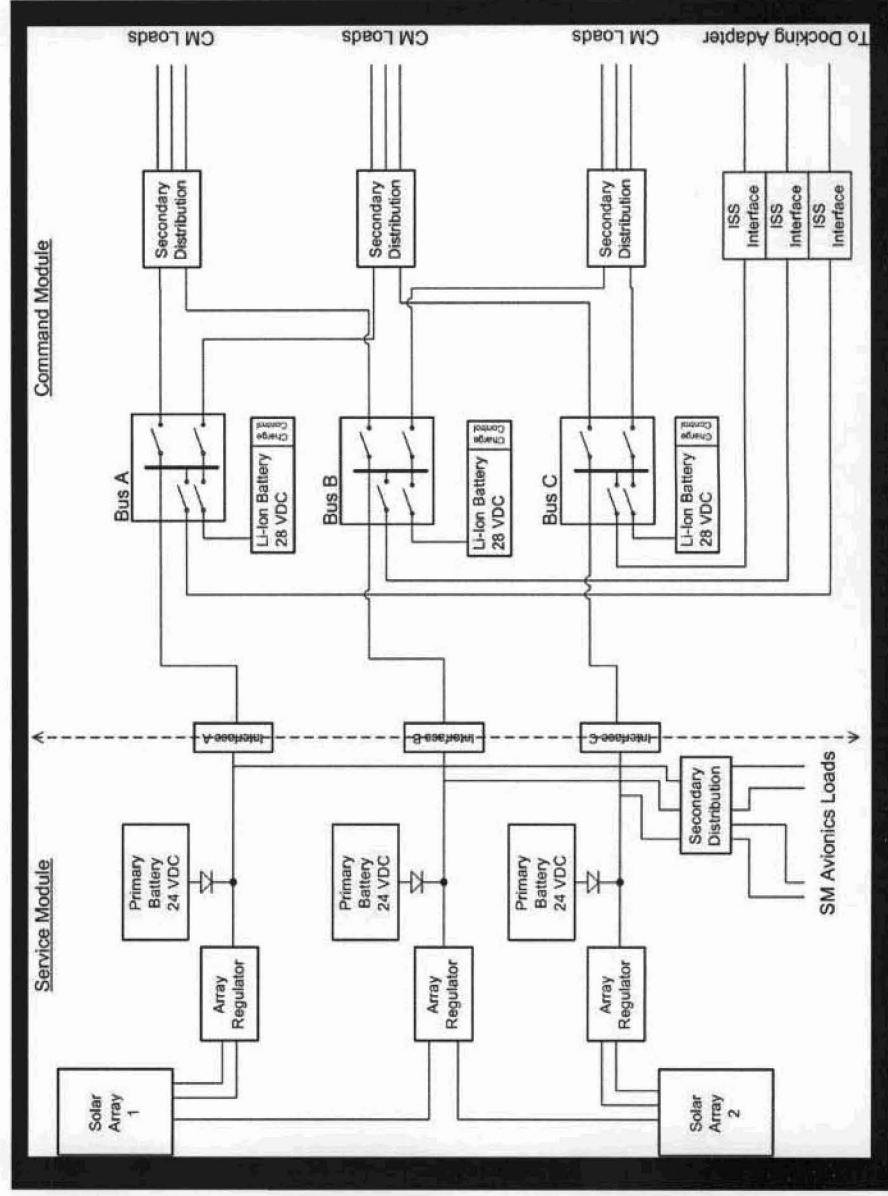 Service Module
Command Module
Solar
Array
1
Array
Regulator
Primary
Battery
24 VDC
Interface A
Bus A
Li-Ion Battery
28 VDC
Charge
Control
Secondary
Distribution
CM Loads
Array
Regulator
Primary
Battery
24 VDC
Interface B
Bus B
Li-Ion Battery
28 VDC
Charge
Control
Secondary
Distribution
CM Loads
Solar
Array
2
Array
Regulator
Primary
Battery
24 VDC
Interface C
Bus C
Li-Ion Battery
28 VDC
Charge
Control
Secondary
Distribution
CM Loads
Secondary
Distribution
SM Avionics Loads
ISS
Interface
ISS
Interface
ISS
Interface
To Docking Adapter